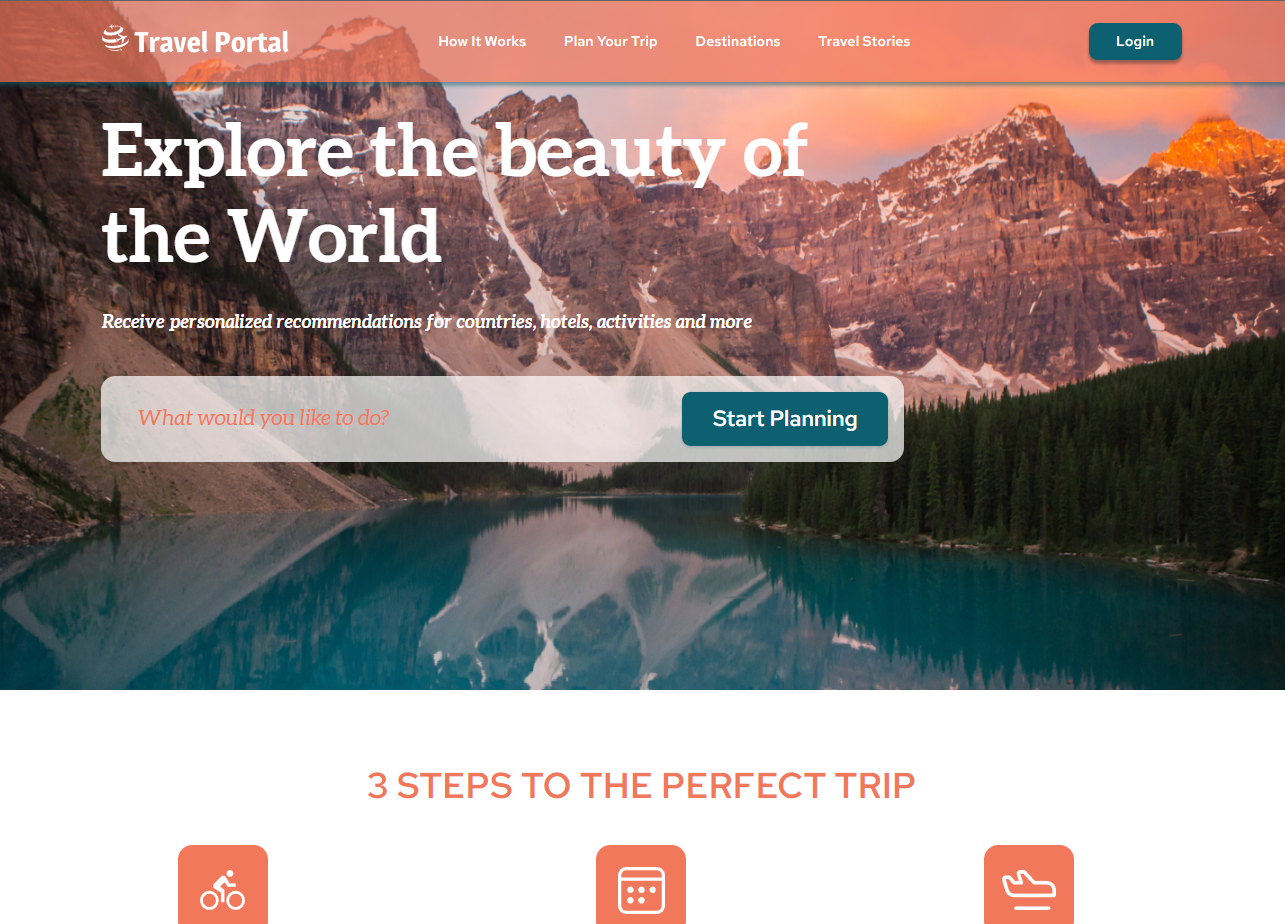 Travel Portal
How It Works
Plan Your Trip
Destinations
Travel Stories
Login
Explore the beauty of
the World
Receive personalized recommendations for countries, hotels, activities and more
What would you like to do?
Start Planning
3 STEPS TO THE PERFECT TRIP